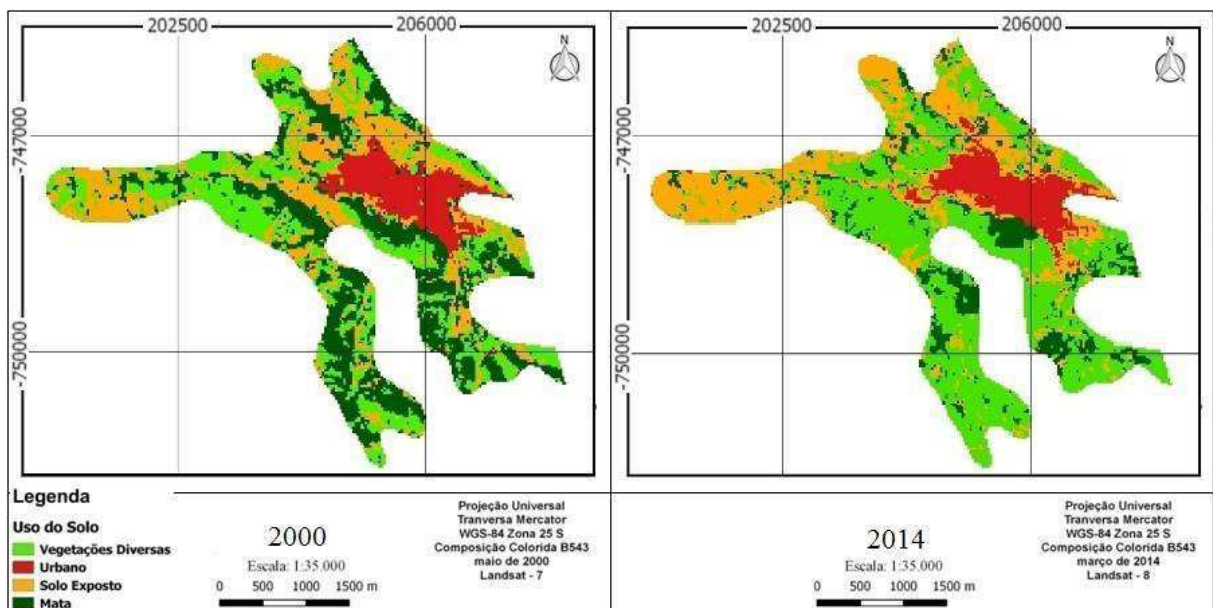 202500
206000
N
-747000
-750000
202500
206000
N
-747000
-750000
Legenda
Uso do Solo
Vegetações Diversas
Urbano
Solo Exposto
Mata
2000
Escala: 1:35.000
0 500 1000 1500 m
Projeção Universal
Tranversa Mercator
WGS-84 Zona 25 S
Composição Colorida B543
maio de 2000
Landsat - 7
2014
Escala: 1:35.000
0 500 1000 1500 m
Projeção Universal
Tranversa Mercator
WGS-84 Zona 25 S
Composição Colorida B543
março de 2014
Landsat - 8